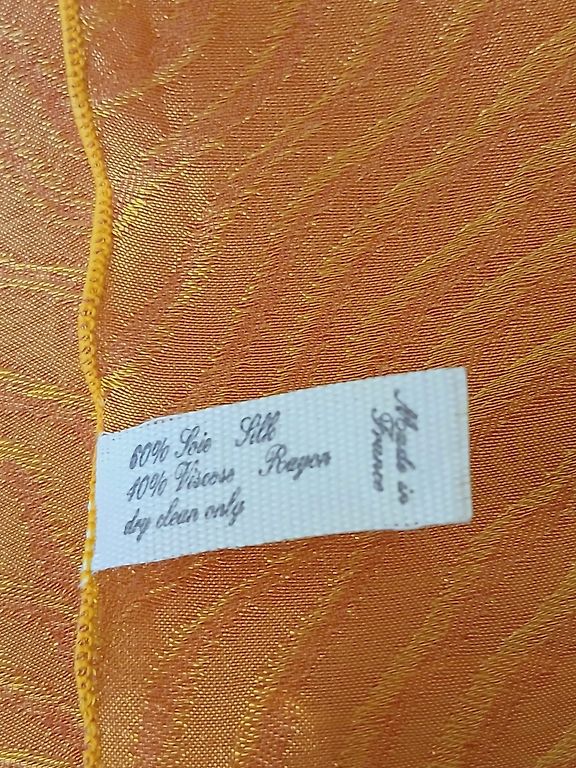 60% Soie Silk
40% Viscose Rayon
dry clean only
Made in
France